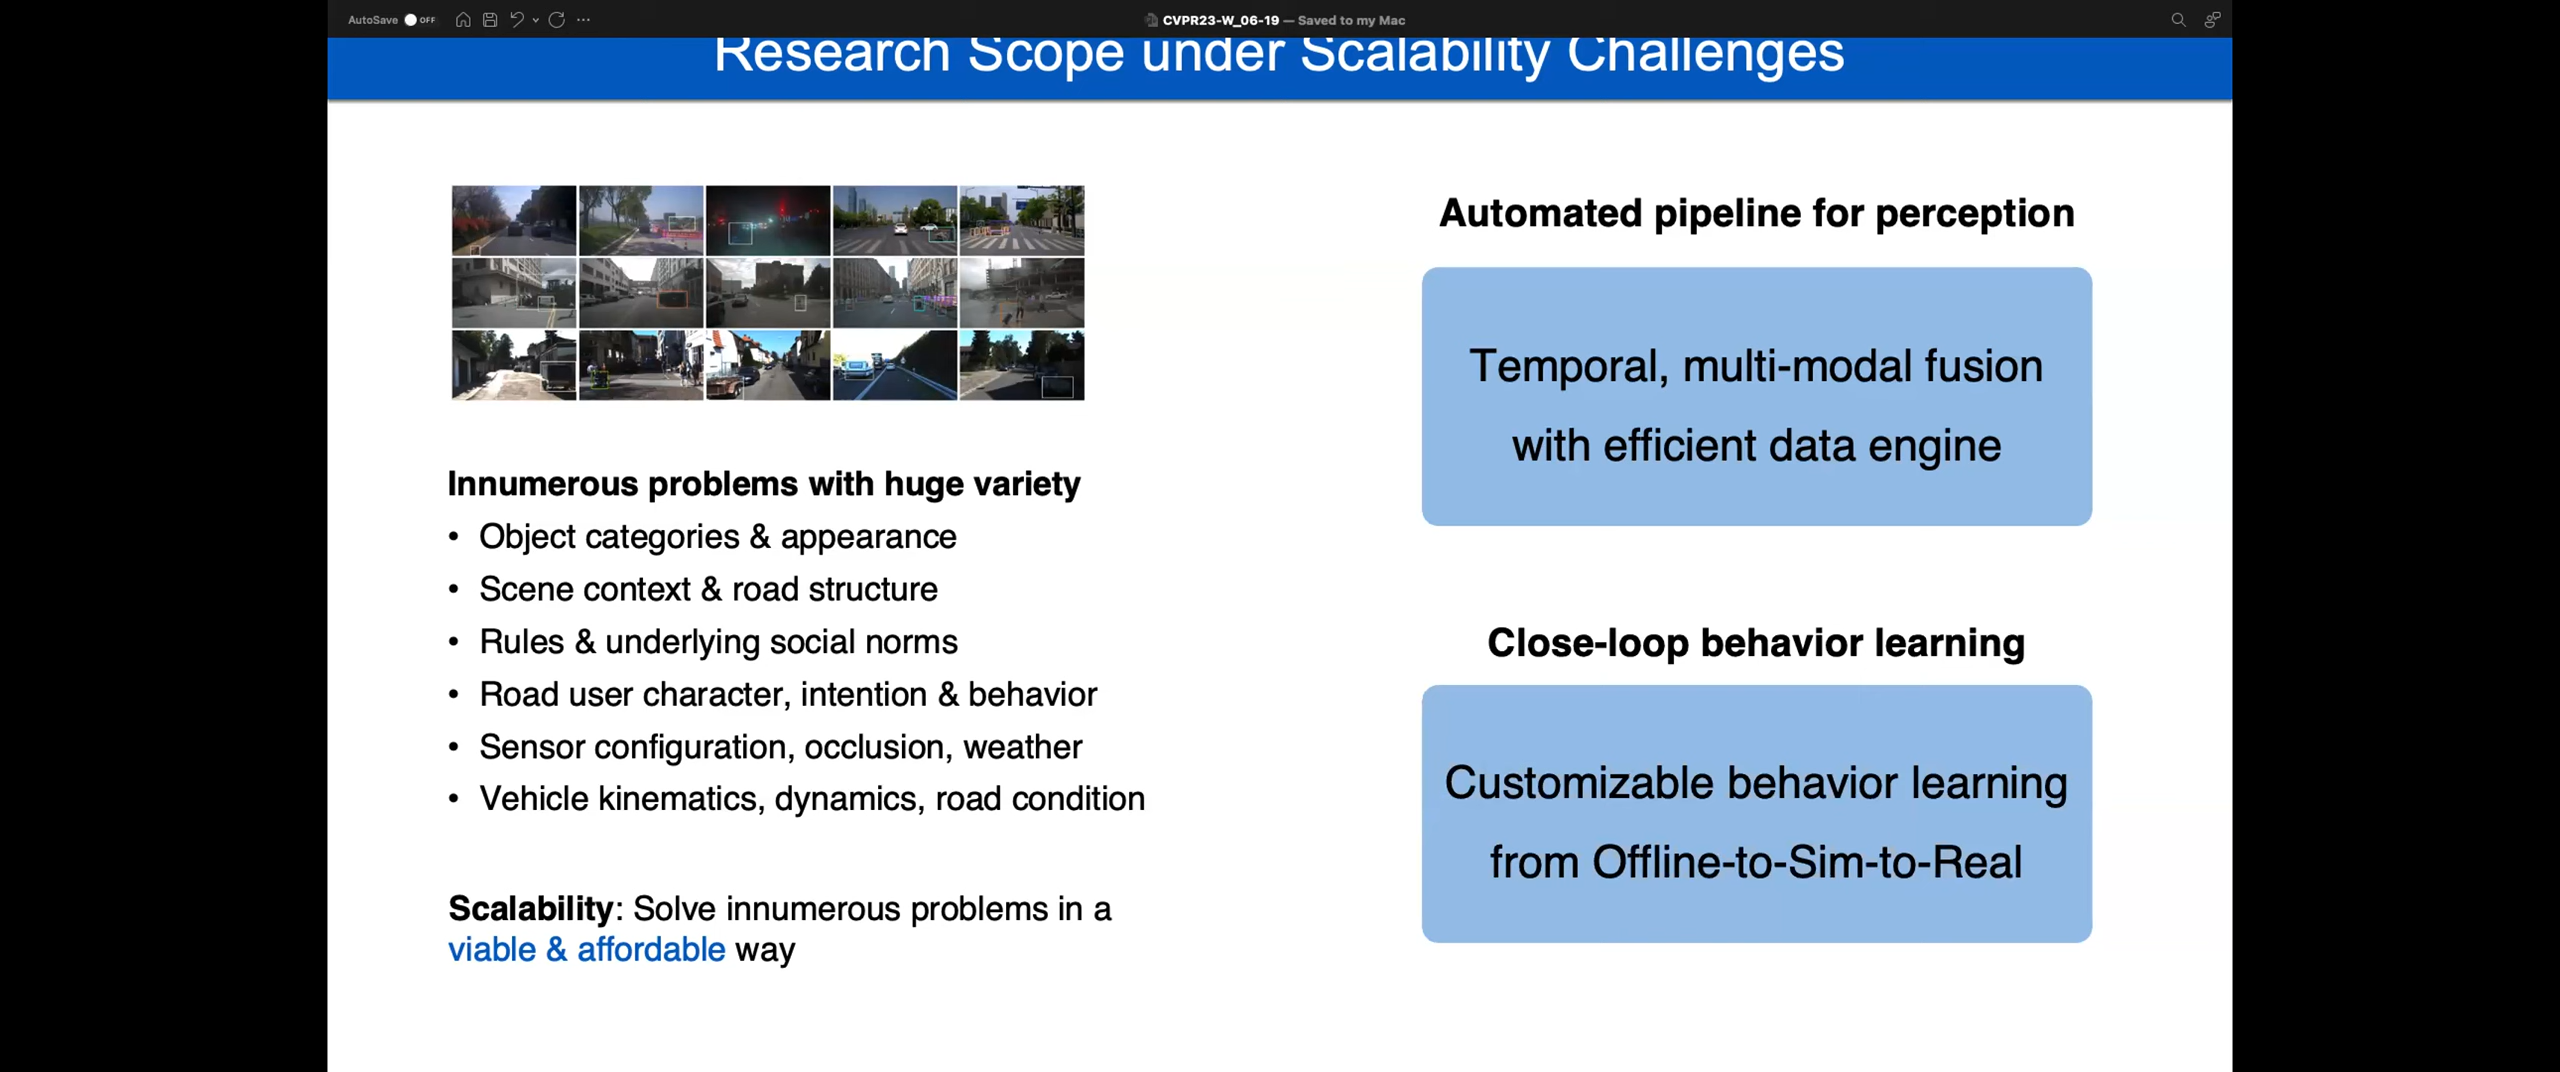 AutoSave OFF
CVPR23-W_06-19 — Saved to my Mac
Research Scope under Scalability Challenges
Innumerous problems with huge variety
• Object categories & appearance
• Scene context & road structure
• Rules & underlying social norms
• Road user character, intention & behavior
• Sensor configuration, occlusion, weather
• Vehicle kinematics, dynamics, road condition
Scalability: Solve innumerous problems in a
viable & affordable way
Automated pipeline for perception
Temporal, multi-modal fusion
with efficient data engine
Close-loop behavior learning
Customizable behavior learning
from Offline-to-Sim-to-Real